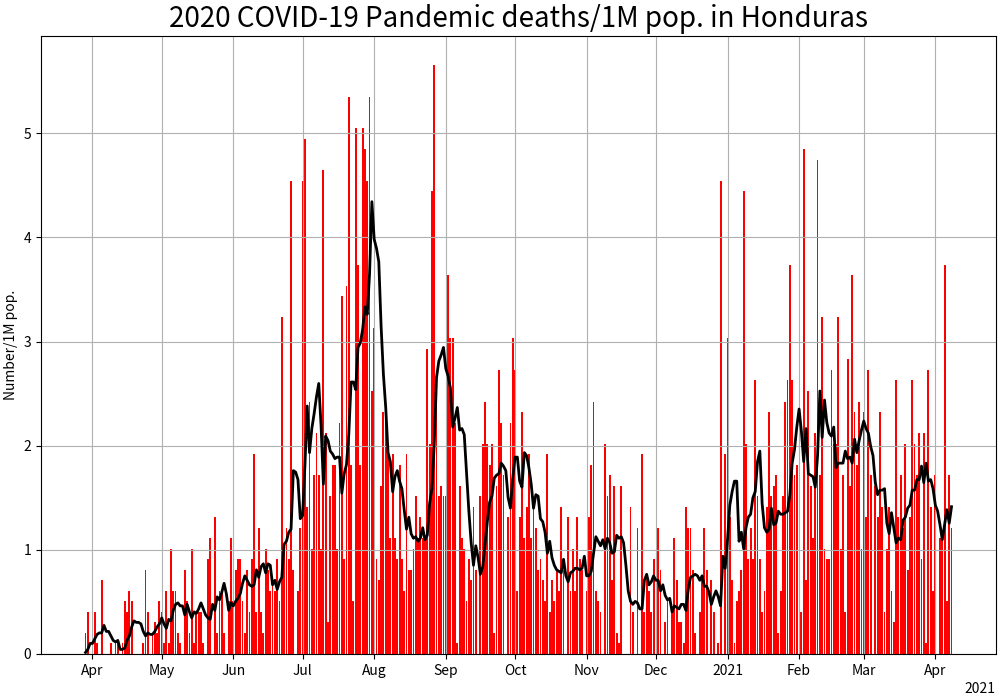 2020 COVID-19 Pandemic deaths/1M pop. in Honduras
Number/1M pop.
5
4
3
2
1
0
Apr May Jun Jul Aug Sep Oct Nov Dec 2021 Feb Mar Apr
2021